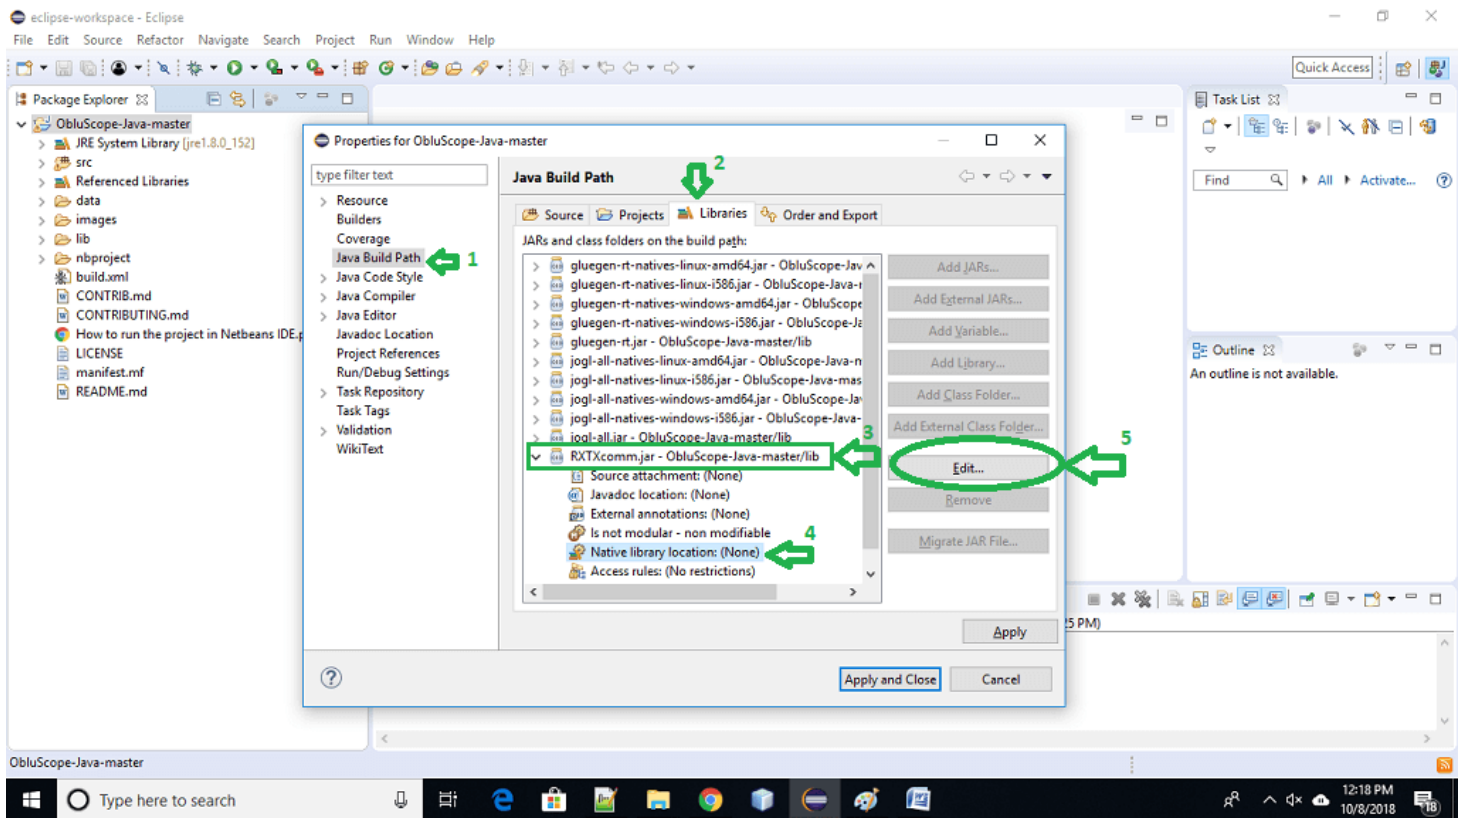 eclipse-workspace - Eclipse
File Edit Source Refactor Navigate Search Project Run Window Help
Quick Access
Package Explorer
ObluScope-Java-master
JRE System Library [jre1.8.0_152]
src
Referenced Libraries
data
images
lib
nbproject
build.xml
CONTRIB.md
CONTRIBUTING.md
How to run the project in Netbeans IDE.p
LICENSE
manifest.mf
README.md
Properties for ObluScope-Java-master
type filter text
Resource
Builders
Coverage
Java Build Path
1
Java Code Style
Java Compiler
Java Editor
Javadoc Location
Project References
Run/Debug Settings
Task Repository
Task Tags
Validation
WikiText
Java Build Path
2
Source Projects Libraries Order and Export
JARs and class folders on the build path:
gluegen-rt-natives-linux-amd64.jar - ObluScope-Jav
gluegen-rt-natives-linux-i586.jar - ObluScope-Java-r
gluegen-rt-natives-windows-amd64.jar - ObluScope
gluegen-rt-natives-windows-i586.jar - ObluScope-Ja
gluegen-rt.jar - ObluScope-Java-master/lib
jogl-all-natives-linux-amd64.jar - ObluScope-Java-m
jogl-all-natives-linux-i586.jar - ObluScope-Java-mas
jogl-all-natives-windows-amd64.jar - ObluScope-Jav
jogl-all-natives-windows-i586.jar - ObluScope-Java-
jogl-all.jar - ObluScope-Java-master/lib
3
RXTXcomm.jar - ObluScope-Java-master/lib
Source attachment: (None)
Javadoc location: (None)
External annotations: (None)
Is not modular - non modifiable
4
Native library location: (None)
Access rules: (No restrictions)
Add JARs...
Add External JARs...
Add Variable...
Add Library...
Add Class Folder...
Add External Class Folder...
5
Edit...
Remove
Migrate JAR File...
Apply
Apply and Close
Cancel
Task List
Find
All
Activate...
Outline
An outline is not available.
25 PM)
ObluScope-Java-master
Type here to search
12:18 PM
10/8/2018
18